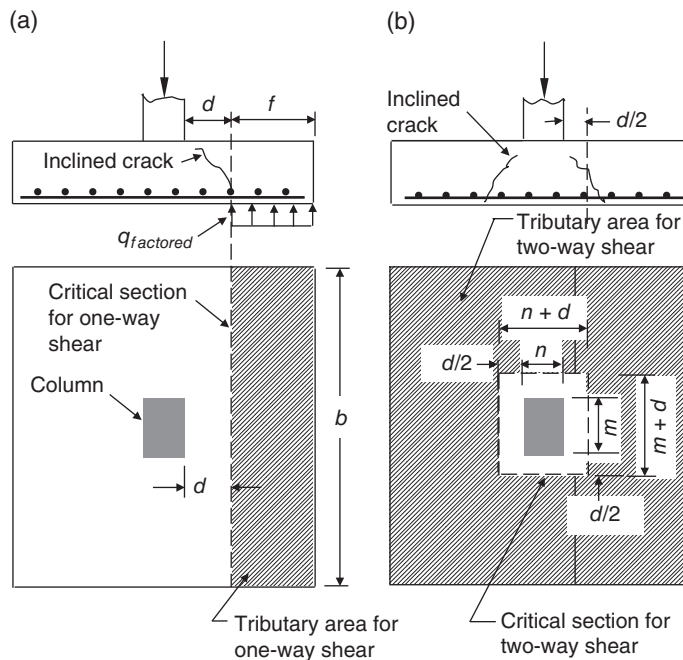 (a)
d
f
Inclined crack
q factored
Critical section
for one-way
shear
Column
b
d
Tributary area for
one-way shear
(b)
Inclined
crack
d/2
Tributary area for
two-way shear
n + d
d/2
n
m
m + d
d/2
Critical section for
two-way shear